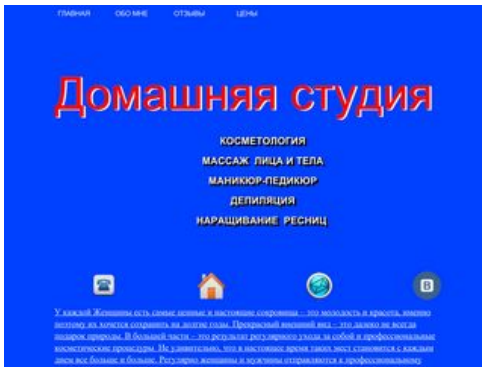 ГЛАВНАЯ ОБО МНЕ ОТЗЫВЫ ЦЕНЫ
Домашняя студия
КОСМЕТОЛОГИЯ
МАССАЖ ЛИЦА И ТЕЛА
МАНИКЮР-ПЕДИКЮР
ДЕПИЛЯЦИЯ
НАРАЩИВАНИЕ РЕСНИЦ
В
У каждой Женщины есть самые ценные и настоящие сокровища – это молодость и красота, именно
поэтому их хочется сохранить на долгие годы. Прекрасный внешний вид – это далеко не всегда
подарок природы. В большей части – это результат регулярного ухода за собой и профессиональные
косметические процедуры. Не удивительно, что в настоящее время таких мест становится с каждым
днем все больше и больше. Регулярно женщины и мужчины отправляются к профессиональному